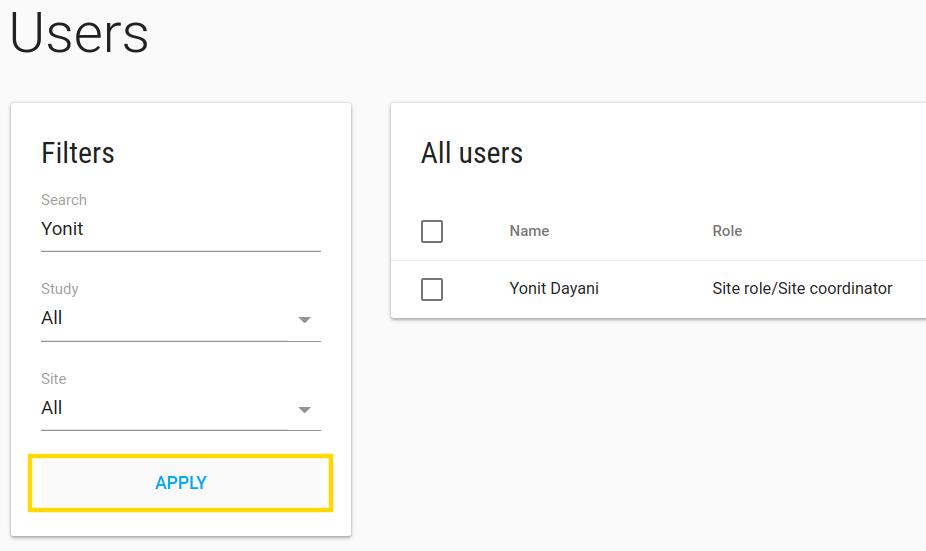 Users
Filters
Search
Yonit
Study
All
Site
All
APPLY
All users
Name Role
Yonit Dayani Site role/Site coordinator